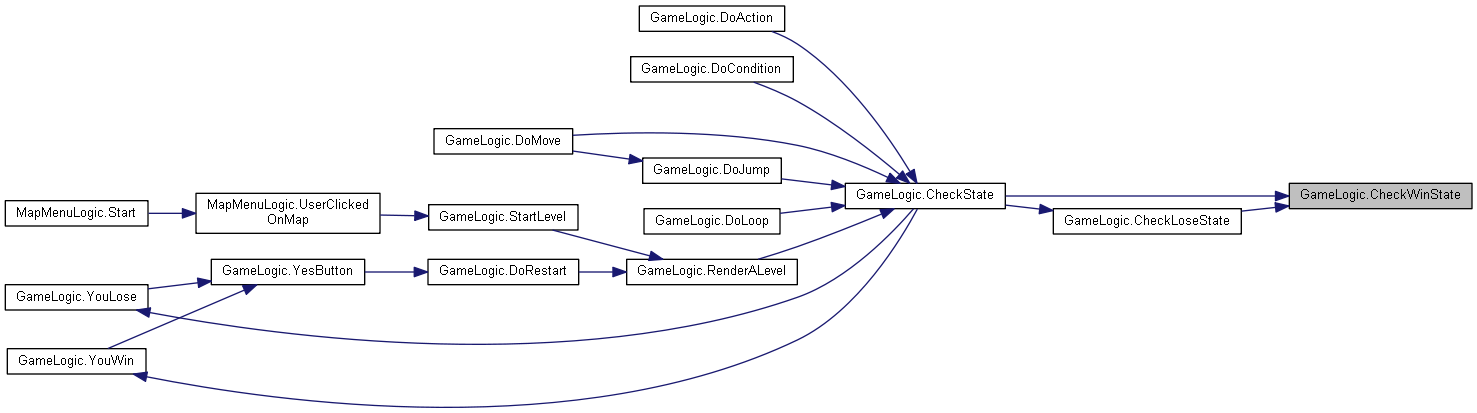 GameLogic.DoAction
GameLogic.DoCondition
GameLogic.DoMove
GameLogic.DoJump
GameLogic.CheckState
GameLogic.CheckWinState
MapMenuLogic.Start
MapMenuLogic.UserClicked
OnMap
GameLogic.StartLevel
GameLogic.DoLoop
GameLogic.CheckLoseState
GameLogic.YesButton
GameLogic.DoRestart
GameLogic.RenderALevel
GameLogic.YouLose
GameLogic.YouWin